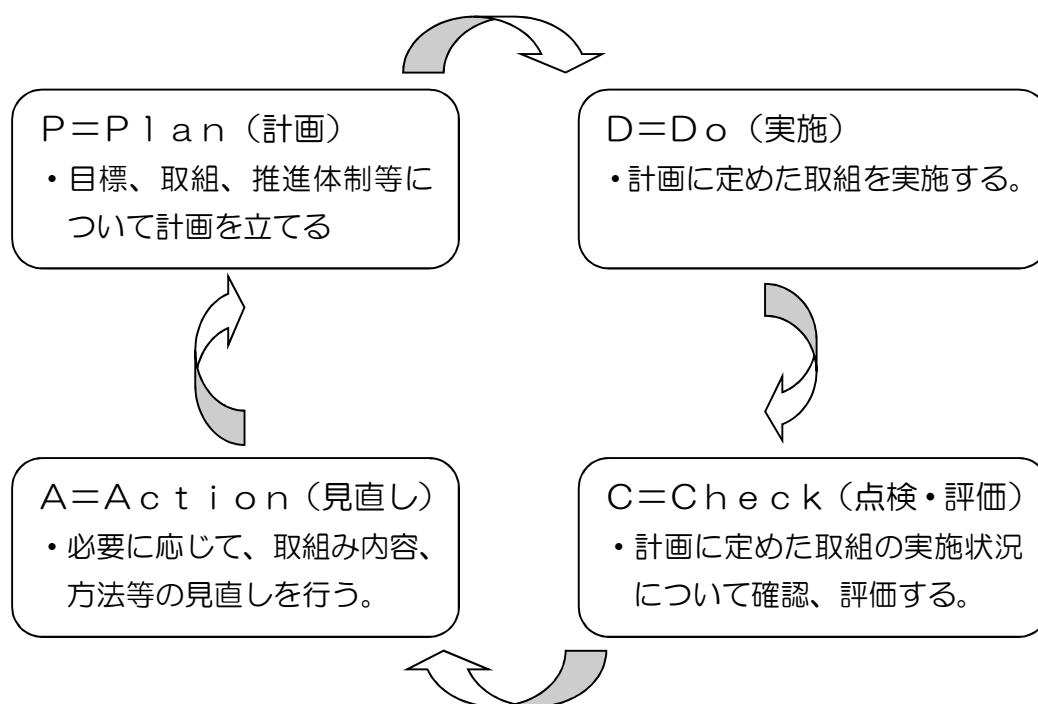 P＝Plan（計画）
・目標、取組、推進体制等に
ついて計画を立てる
D＝Do（実施）
・計画に定めた取組を実施する。
A＝Action（見直し）
・必要に応じて、取組み内容、
方法等の見直しを行う。
C＝Check（点検・評価）
・計画に定めた取組の実施状況
について確認、評価する。